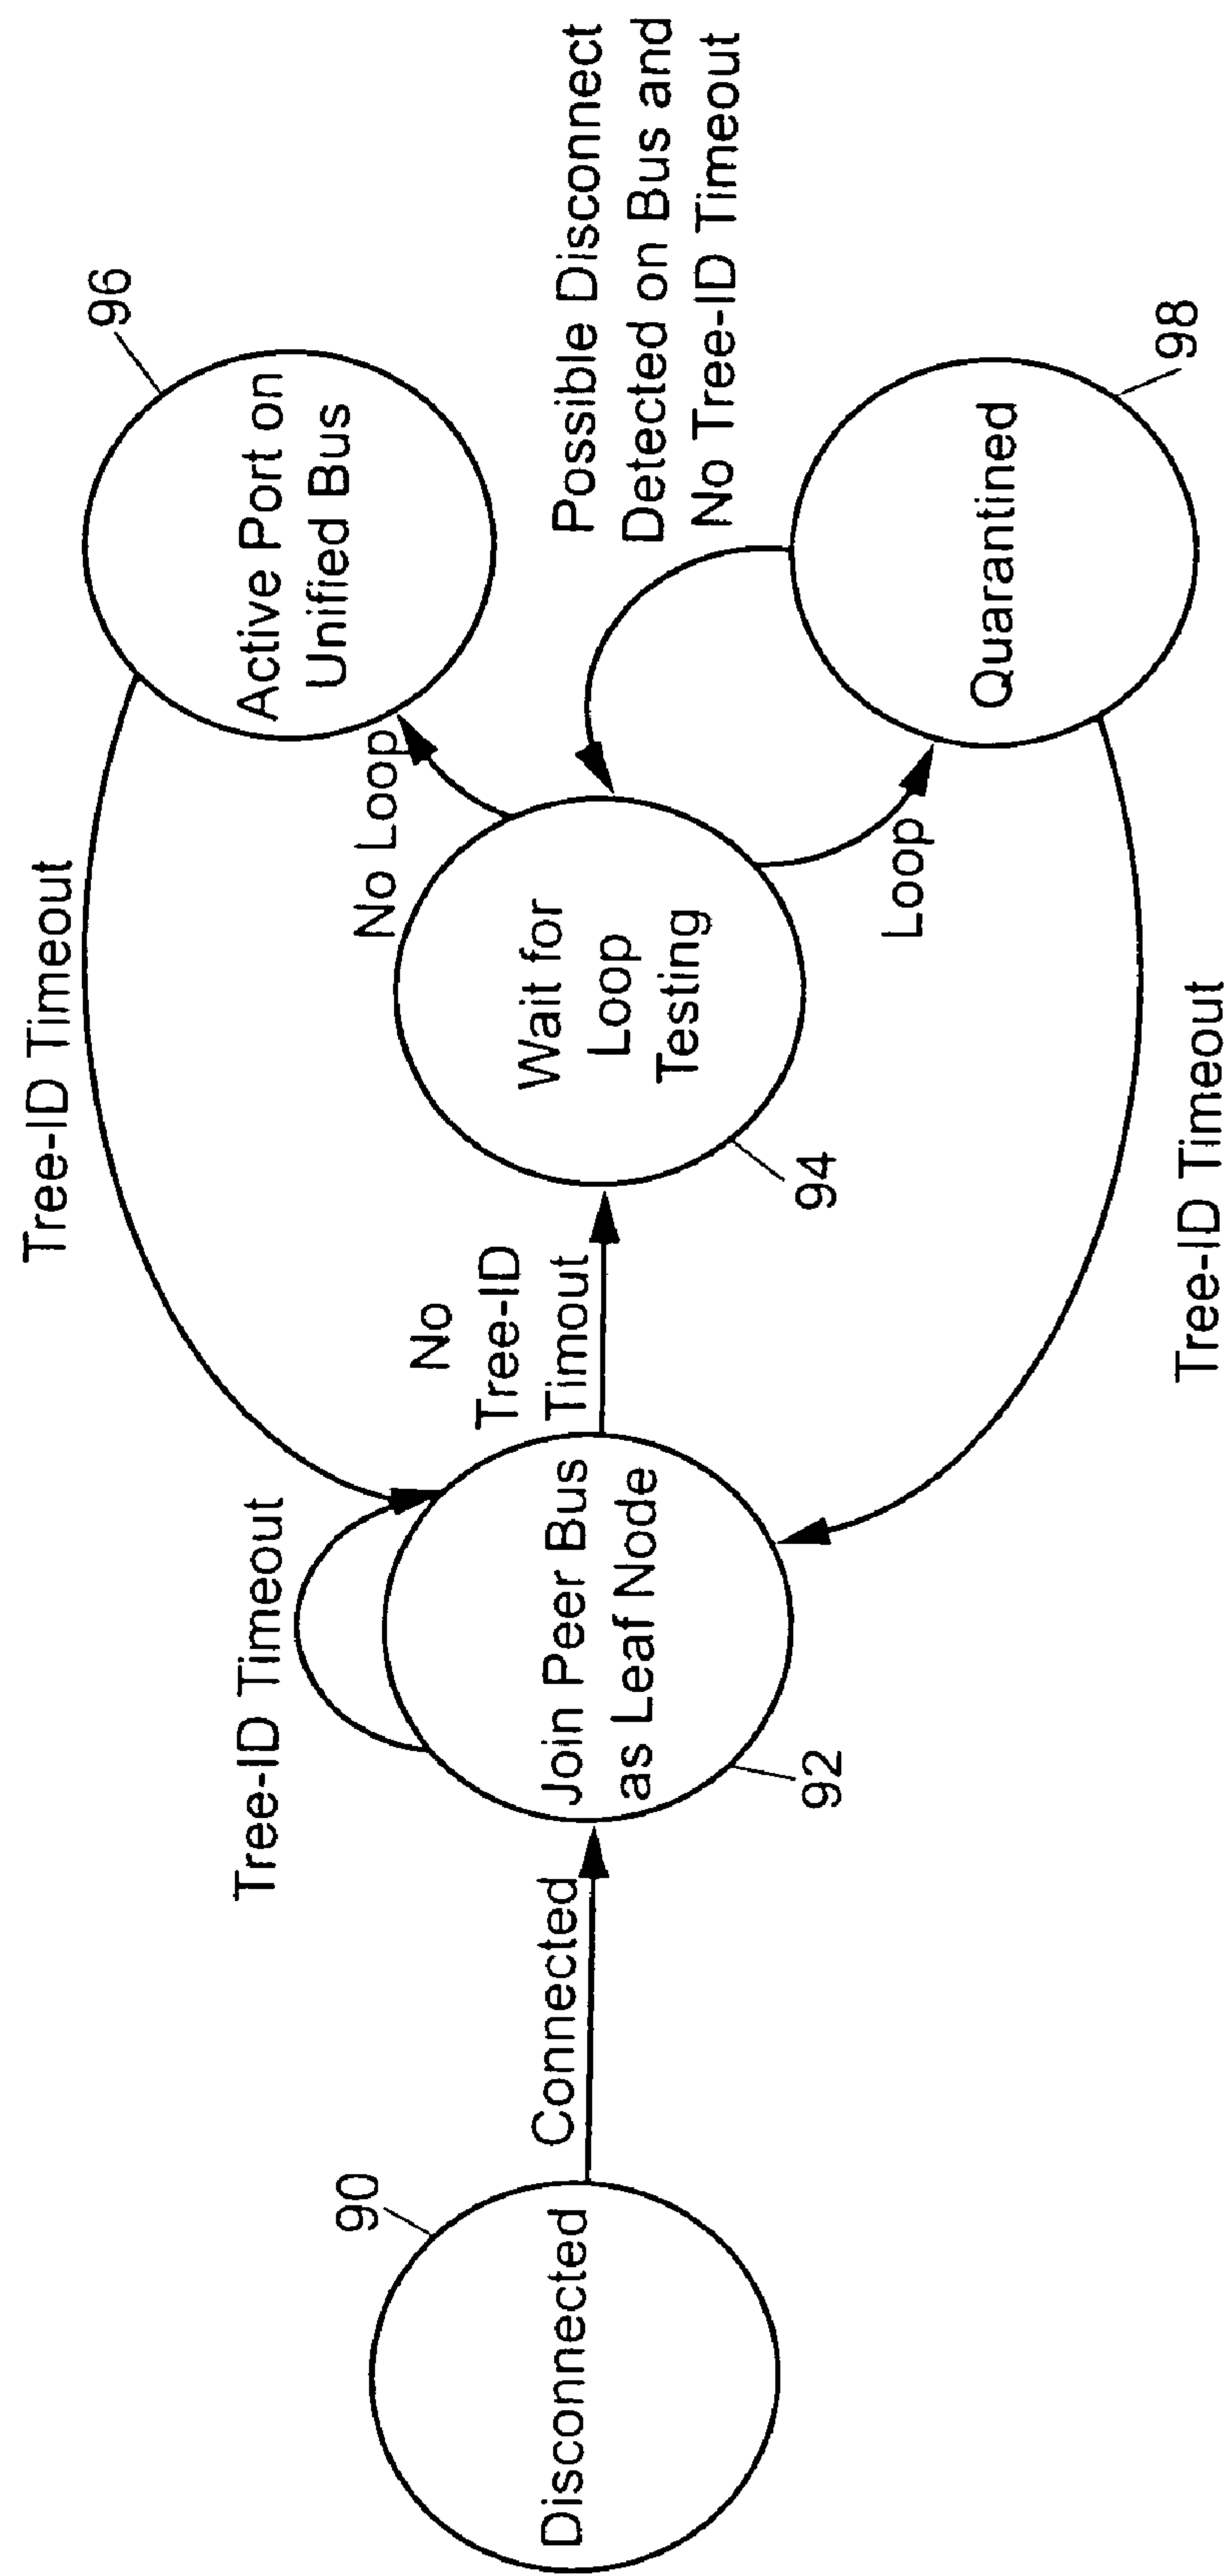 Disconnected
90
Connected
Join Peer Bus
as Leaf Node
92
Tree-ID Timeout
No
Tree-ID
Timout
Wait for
Loop
Testing
94
Tree-ID Timeout
No Loop
Active Port on
Unified Bus
96
Possible Disconnect
Detected on Bus and
No Tree-ID Timeout
Loop
Quarantined
98
Tree-ID Timeout